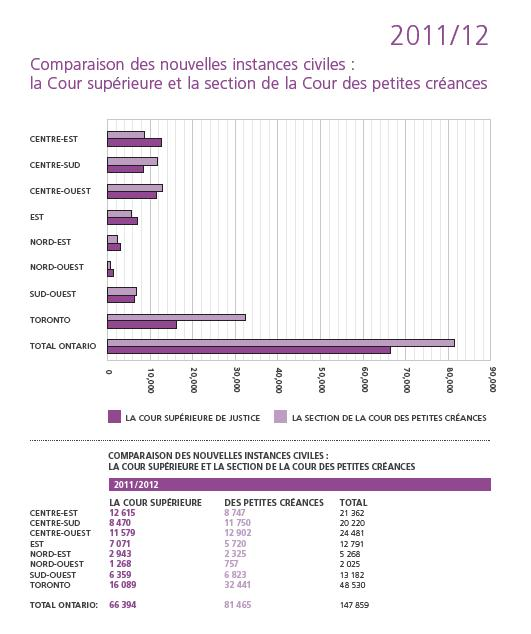 2011/12
Comparaison des nouvelles instances civiles :
la Cour supérieure et la section de la Cour des petites créances
CENTRE-EST
CENTRE-SUD
CENTRE-OUEST
EST
NORD-EST
NORD-OUEST
SUD-OUEST
TORONTO
TOTAL ONTARIO
0 10,000 20,000 30,000 40,000 50,000 60,000 70,000 80,000 90,000
LA COUR SUPÉRIEURE DE JUSTICE LA SECTION DE LA COUR DES PETITES CRÉANCES
COMPARAISON DES NOUVELLES INSTANCES CIVILES :
LA COUR SUPÉRIEURE ET LA SECTION DE LA COUR DES PETITES CRÉANCES
2011/2012
LA COUR SUPÉRIEURE DES PETITES CRÉANCES TOTAL
CENTRE-EST 12 615 8 747 21 362
CENTRE-SUD 8 470 11 750 20 220
CENTRE-OUEST 11 579 12 902 24 481
EST 7 071 5 720 12 791
NORD-EST 2 943 2 325 5 268
NORD-OUEST 1 268 757 2 025
SUD-OUEST 6 359 6 823 13 182
TORONTO 16 089 32 441 48 530
TOTAL ONTARIO: 66 394 81 465 147 859